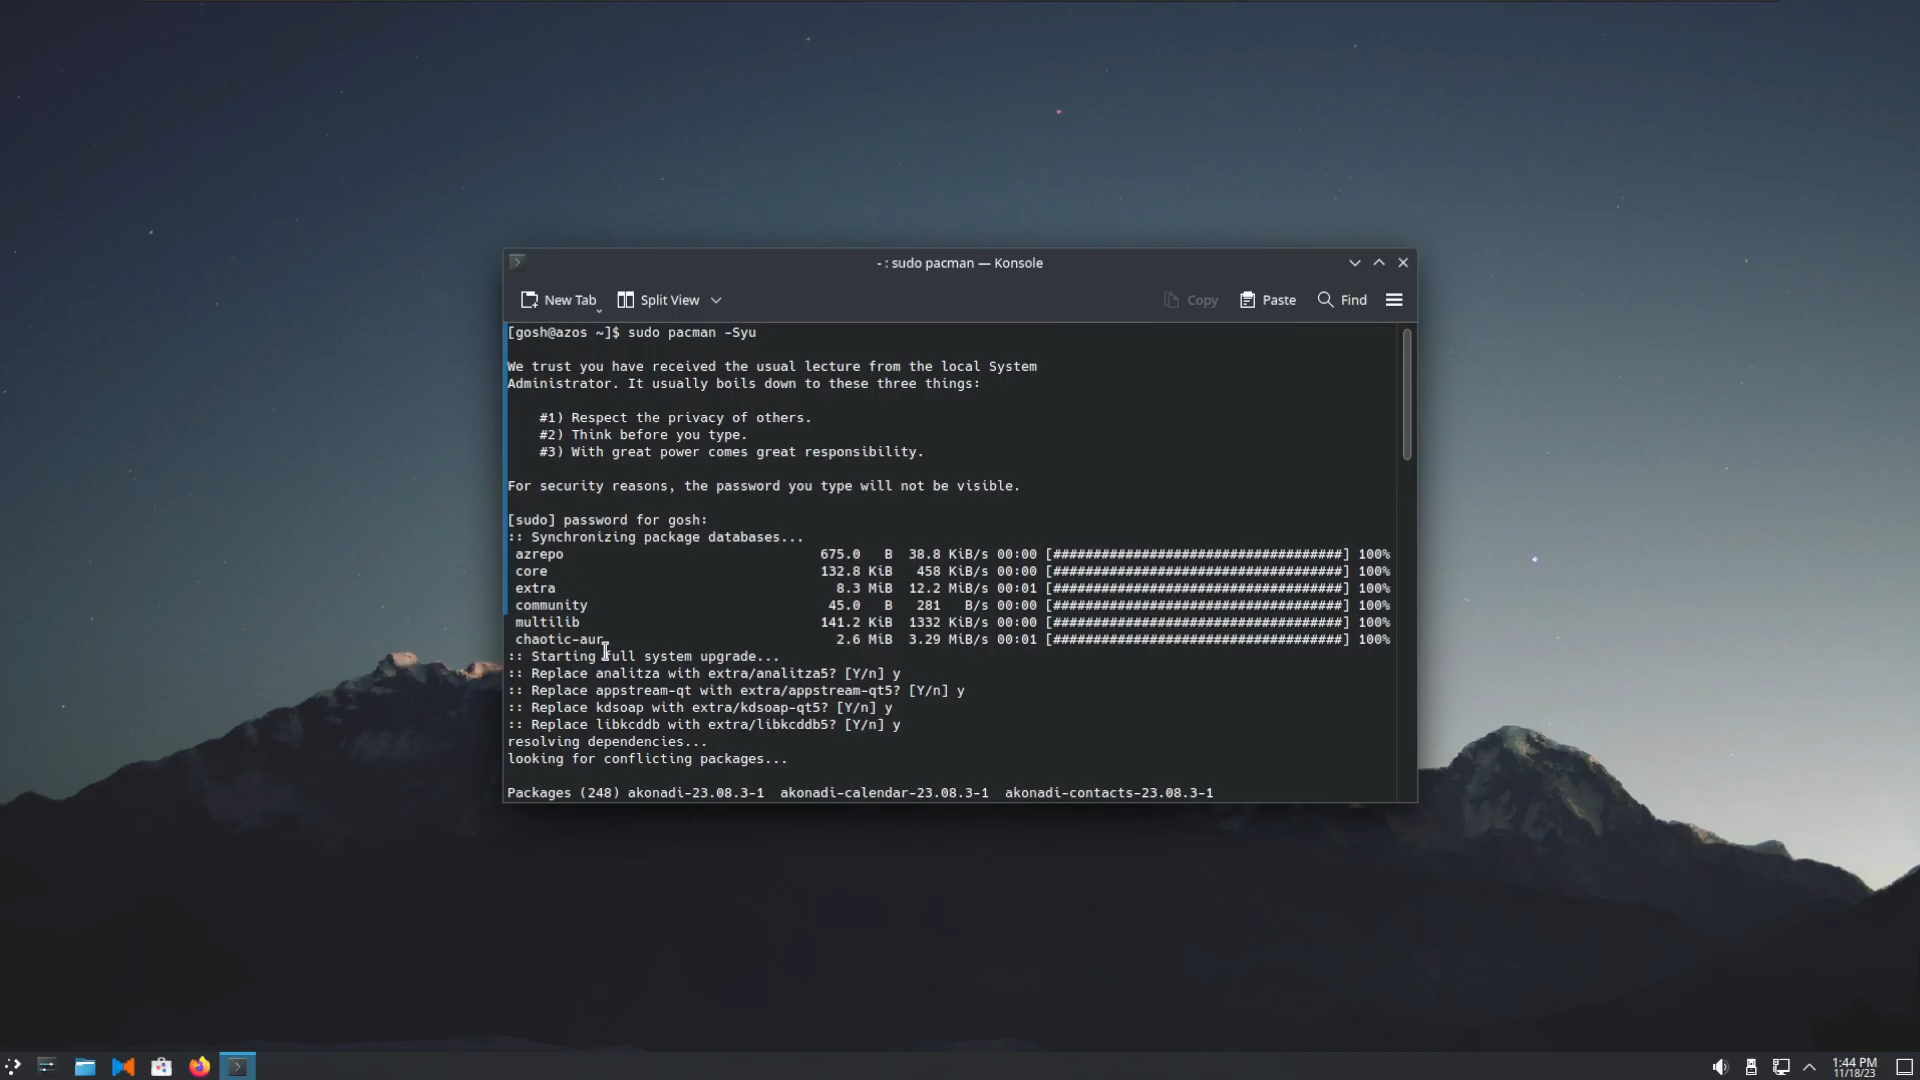 - : sudo pacman — Konsole
New Tab Split View Copy Paste Find
[gosh@azos ~]$ sudo pacman -Syu
We trust you have received the usual lecture from the local System
Administrator. It usually boils down to these three things:
#1) Respect the privacy of others.
#2) Think before you type.
#3) With great power comes great responsibility.
For security reasons, the password you type will not be visible.
[sudo] password for gosh:
:: Synchronizing package databases...
azrepo 675.0 B 38.8 KiB/s 00:00 [####################################] 100%
core 132.8 KiB 458 KiB/s 00:00 [####################################] 100%
extra 8.3 MiB 12.2 MiB/s 00:01 [####################################] 100%
community 45.0 B 281 B/s 00:00 [####################################] 100%
multilib 141.2 KiB 1332 KiB/s 00:00 [####################################] 100%
chaotic-aur 2.6 MiB 3.29 MiB/s 00:01 [####################################] 100%
:: Starting full system upgrade...
:: Replace analitza with extra/analitza5? [Y/n] y
:: Replace appstream-qt with extra/appstream-qt5? [Y/n] y
:: Replace kdsoap with extra/kdsoap-qt5? [Y/n] y
:: Replace libkcddb with extra/libkcddb5? [Y/n] y
resolving dependencies...
looking for conflicting packages...
Packages (248) akonadi-23.08.3-1 akonadi-calendar-23.08.3-1 akonadi-contacts-23.08.3-1
1:44 PM
11/18/23